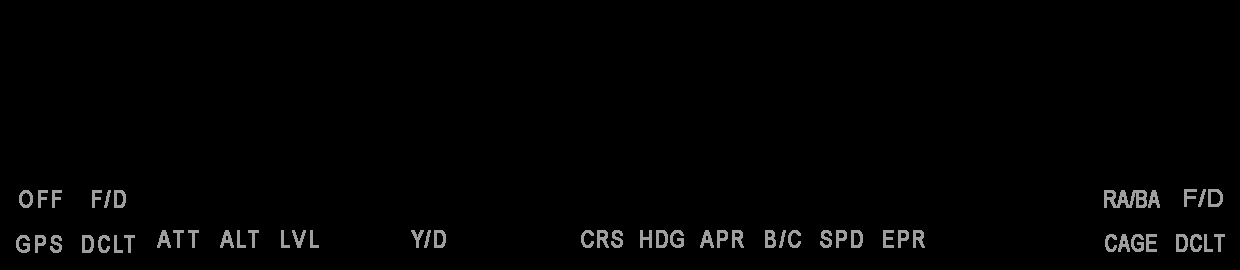 OFF F/D RA/BA F/D
GPS DCLT ATT ALT LVL Y/D CRS HDG APR B/C SPD EPR CAGE DCLT